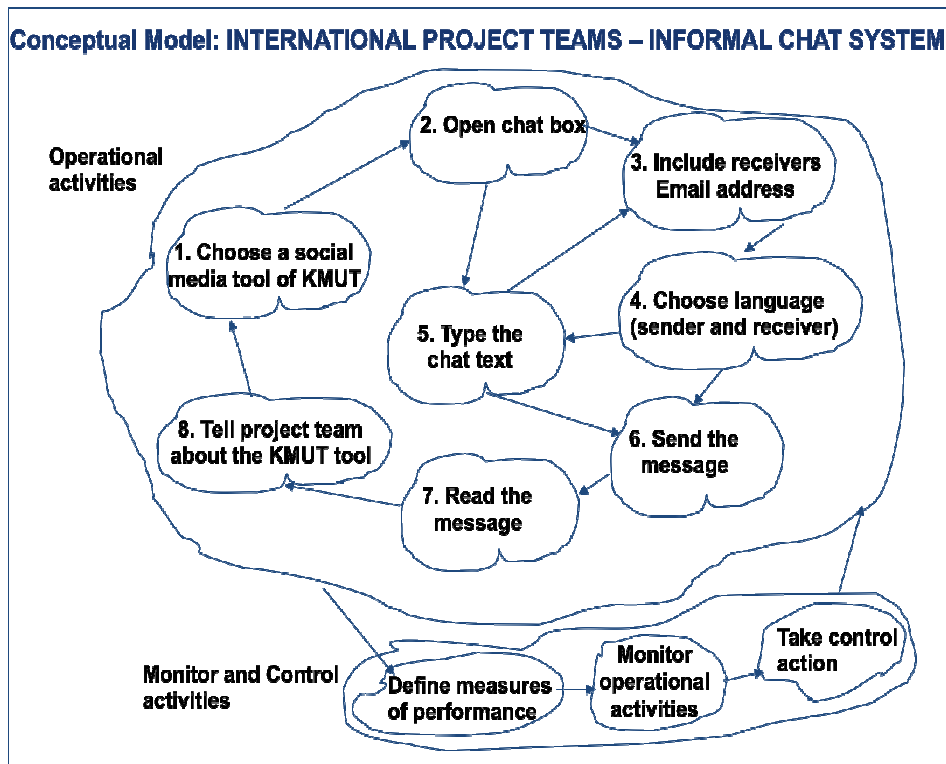 Conceptual Model: INTERNATIONAL PROJECT TEAMS – INFORMAL CHAT SYSTEM
Operational
activities
2. Open chat box
3. Include receivers
Email address
1. Choose a social
media tool of KMUT
4. Choose language
(sender and receiver)
5. Type the
chat text
8. Tell project team
about the KMUT tool
6. Send the
message
7. Read the
message
Monitor and Control
activities
Define measures
of performance
Monitor
operational
activities
Take control
action